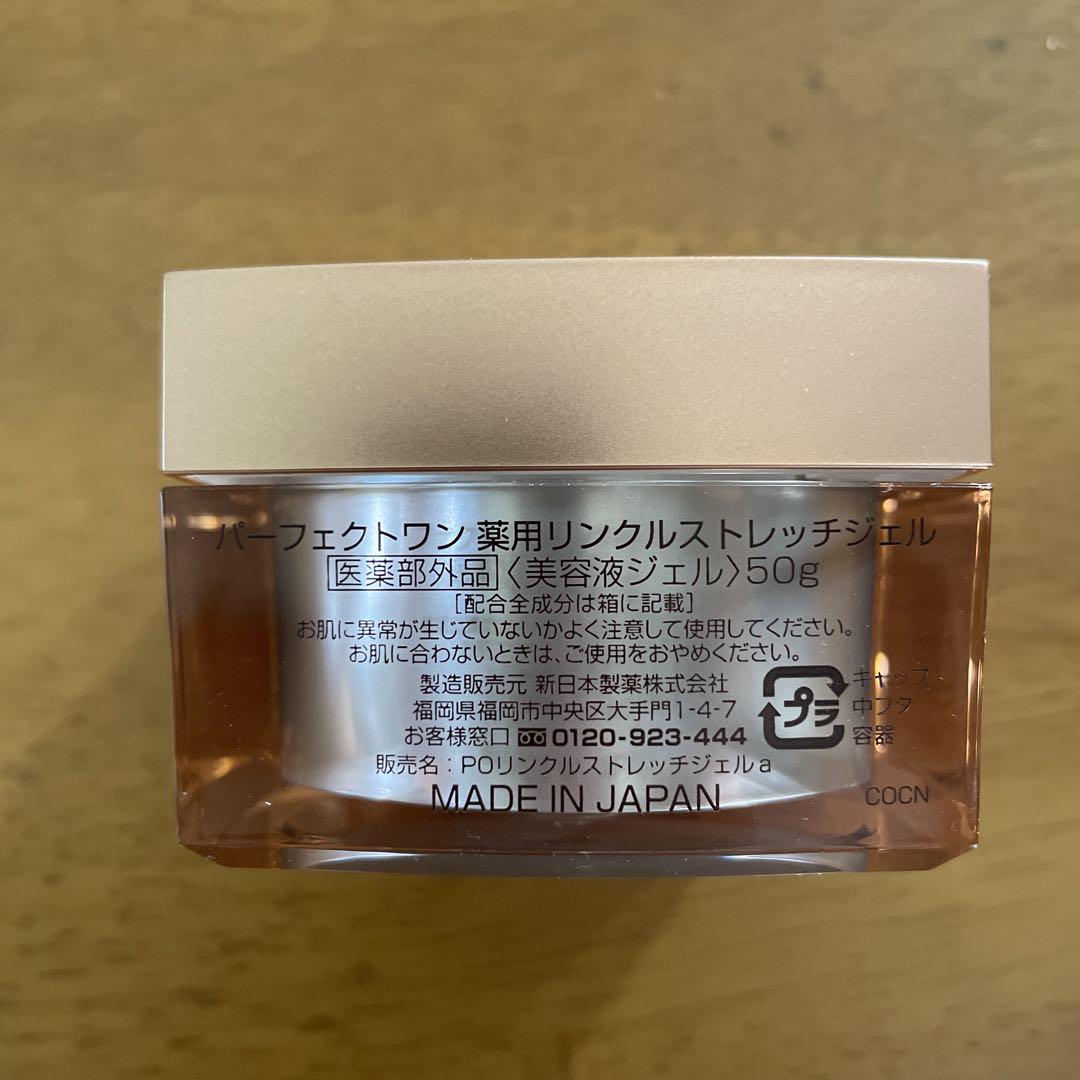 パーフェクトワン 薬用リンクルストレッチジェル
医薬部外品〈美容液ジェル〉50g
[配合全成分は箱に記載]
お肌に異常が生じていないかよく注意して使用してください。
お肌に合わないときは、ご使用をおやめください。
製造販売元 新日本製薬株式会社
福岡県福岡市中央区大手門1-4-7
お客様窓口 0120-923-444
販売名：POリンクルストレッチジェルa
MADE IN JAPAN
プラ
キャップ
中フタ
容器
COCN